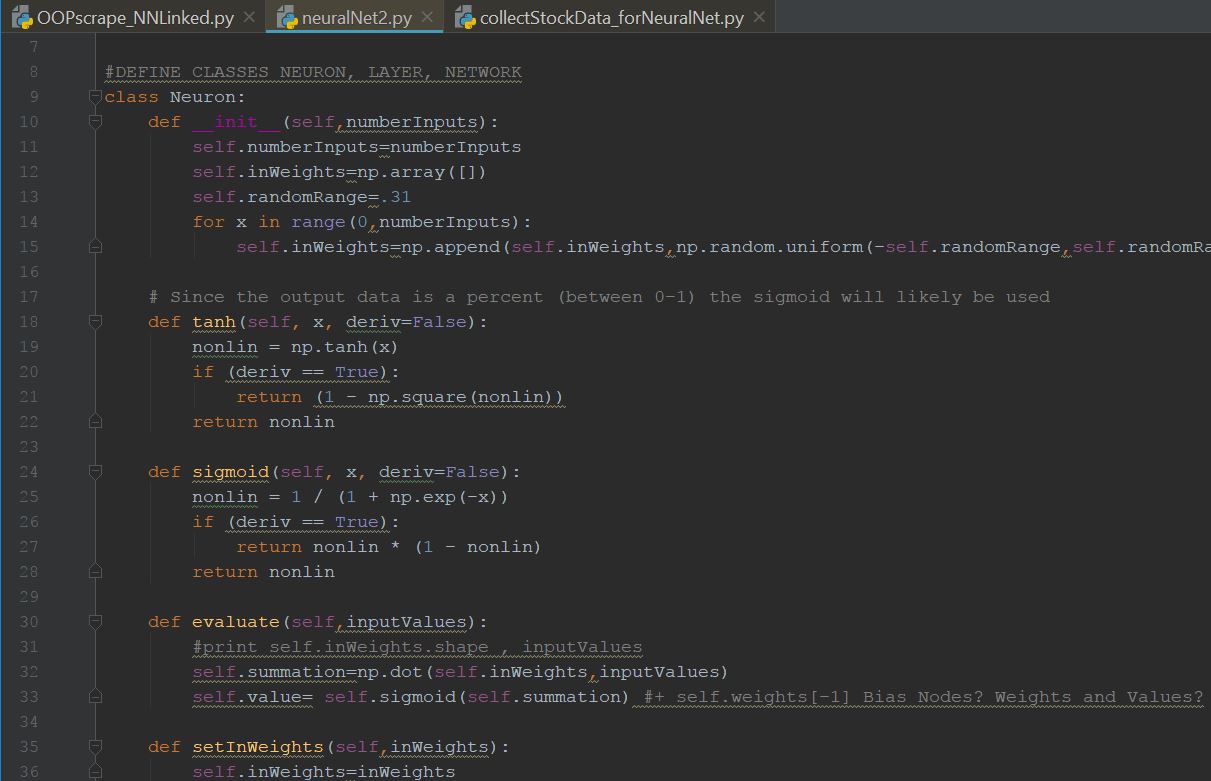 OOPscrape_NNLinked.py × neuralNet2.py × collectStockData_forNeuralNet.py ×
7
8 #DEFINE CLASSES NEURON, LAYER, NETWORK
9 class Neuron:
10     def __init__(self,numberInputs):
11         self.numberInputs=numberInputs
12         self.inWeights=np.array([])
13         self.randomRange=.31
14         for x in range(0,numberInputs):
15             self.inWeights=np.append(self.inWeights,np.random.uniform(-self.randomRange,self.randomRa
16
17     # Since the output data is a percent (between 0-1) the sigmoid will likely be used
18     def tanh(self, x, deriv=False):
19         nonlin = np.tanh(x)
20         if (deriv == True):
21             return (1 - np.square(nonlin))
22         return nonlin
23
24     def sigmoid(self, x, deriv=False):
25         nonlin = 1 / (1 + np.exp(-x))
26         if (deriv == True):
27             return nonlin * (1 - nonlin)
28         return nonlin
29
30     def evaluate(self,inputValues):
31         #print self.inWeights.shape , inputValues
32         self.summation=np.dot(self.inWeights,inputValues)
33         self.value= self.sigmoid(self.summation) #+ self.weights[-1] Bias Nodes? Weights and Values?
34
35     def setInWeights(self,inWeights):
36         self.inWeights=inWeights